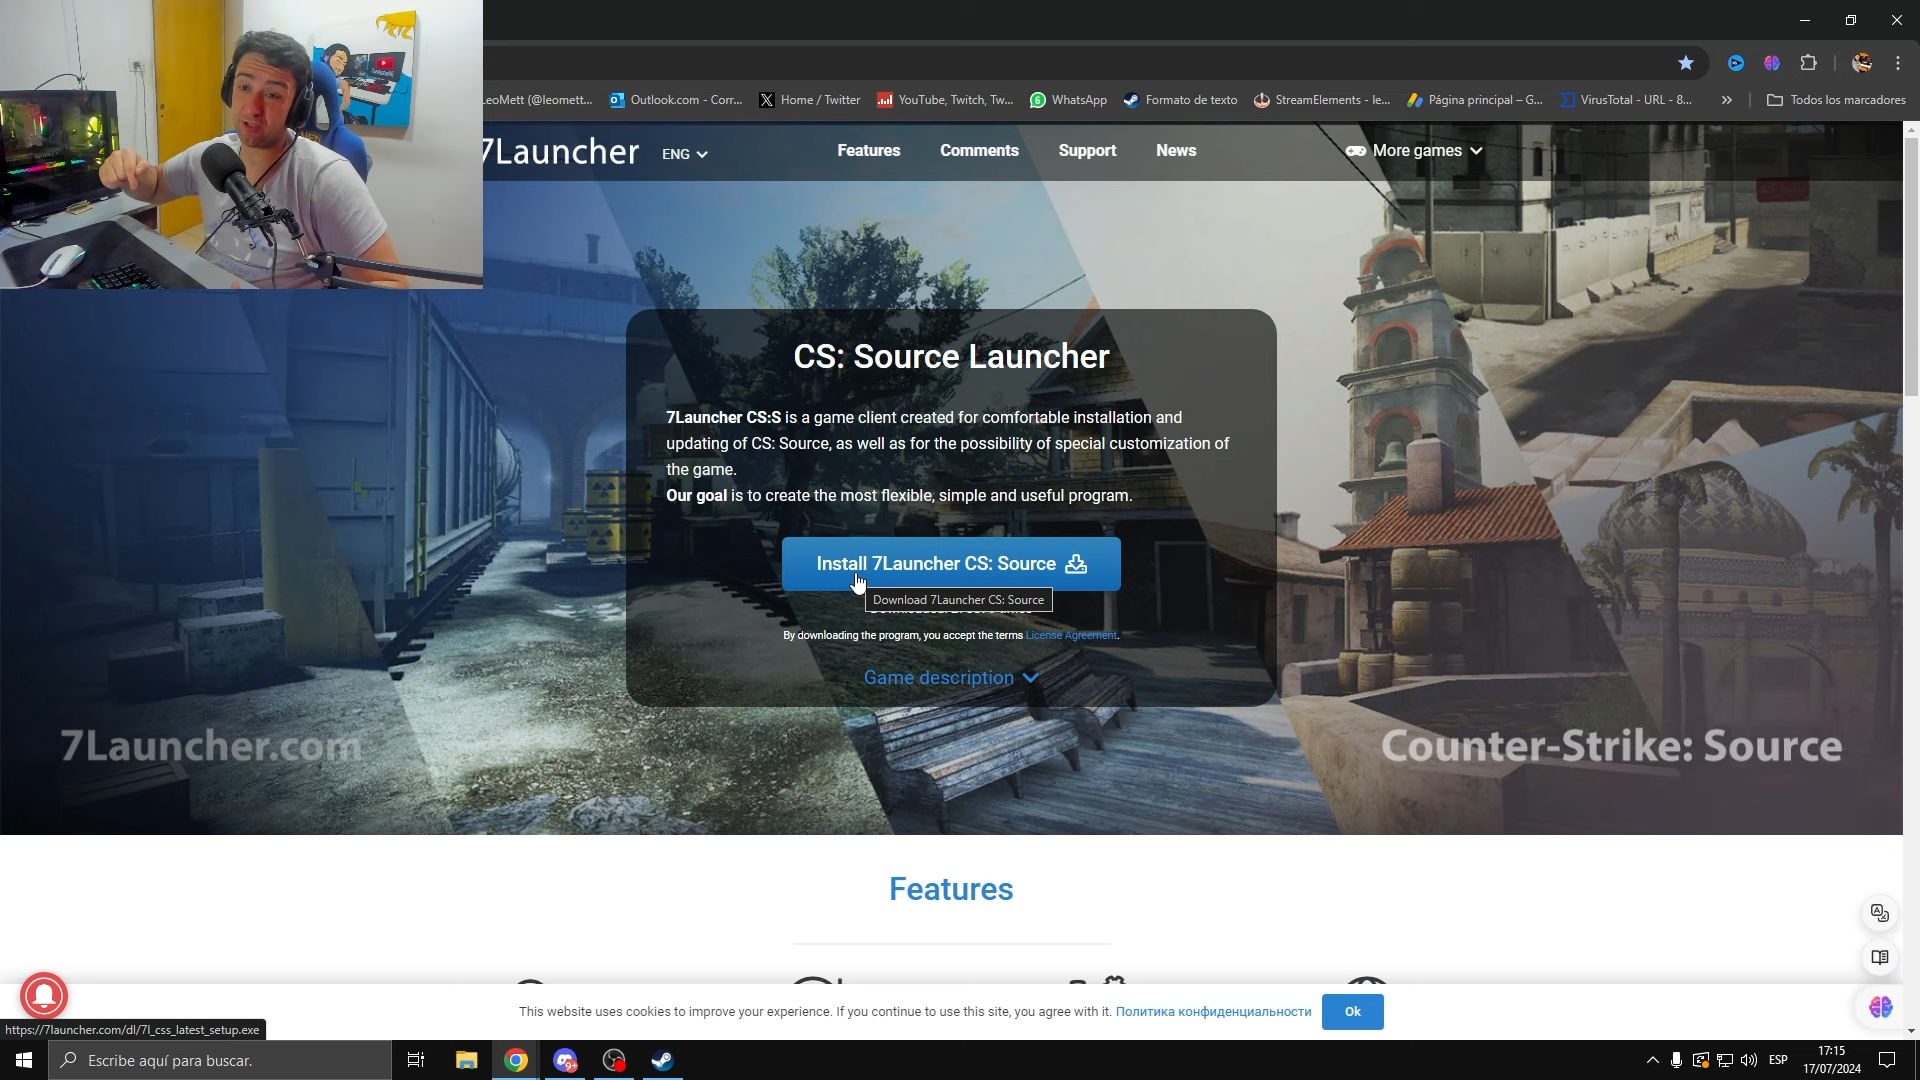 LeoMett (@leomett...
Outlook.com - Corr...
Home / Twitter
YouTube, Twitch, Tw...
WhatsApp
Formato de texto
StreamElements - le...
Página principal – G...
VirusTotal - URL - 8...
»
Todos los marcadores
7Launcher
ENG
Features
Comments
Support
News
More games
CS: Source Launcher
7Launcher CS:S is a game client created for comfortable installation and
updating of CS: Source, as well as for the possibility of special customization of
the game.
Our goal is to create the most flexible, simple and useful program.
Install 7Launcher CS: Source
Download 7Launcher CS: Source
By downloading the program, you accept the terms License Agreement.
Game description
7Launcher.com
Counter-Strike: Source
Features
This website uses cookies to improve your experience. If you continue to use this site, you agree with it. Политика конфиденциальности
Ok
https://7launcher.com/dl/7l_css_latest_setup.exe
Escribe aquí para buscar.
9+
ESP
17:15
17/07/2024